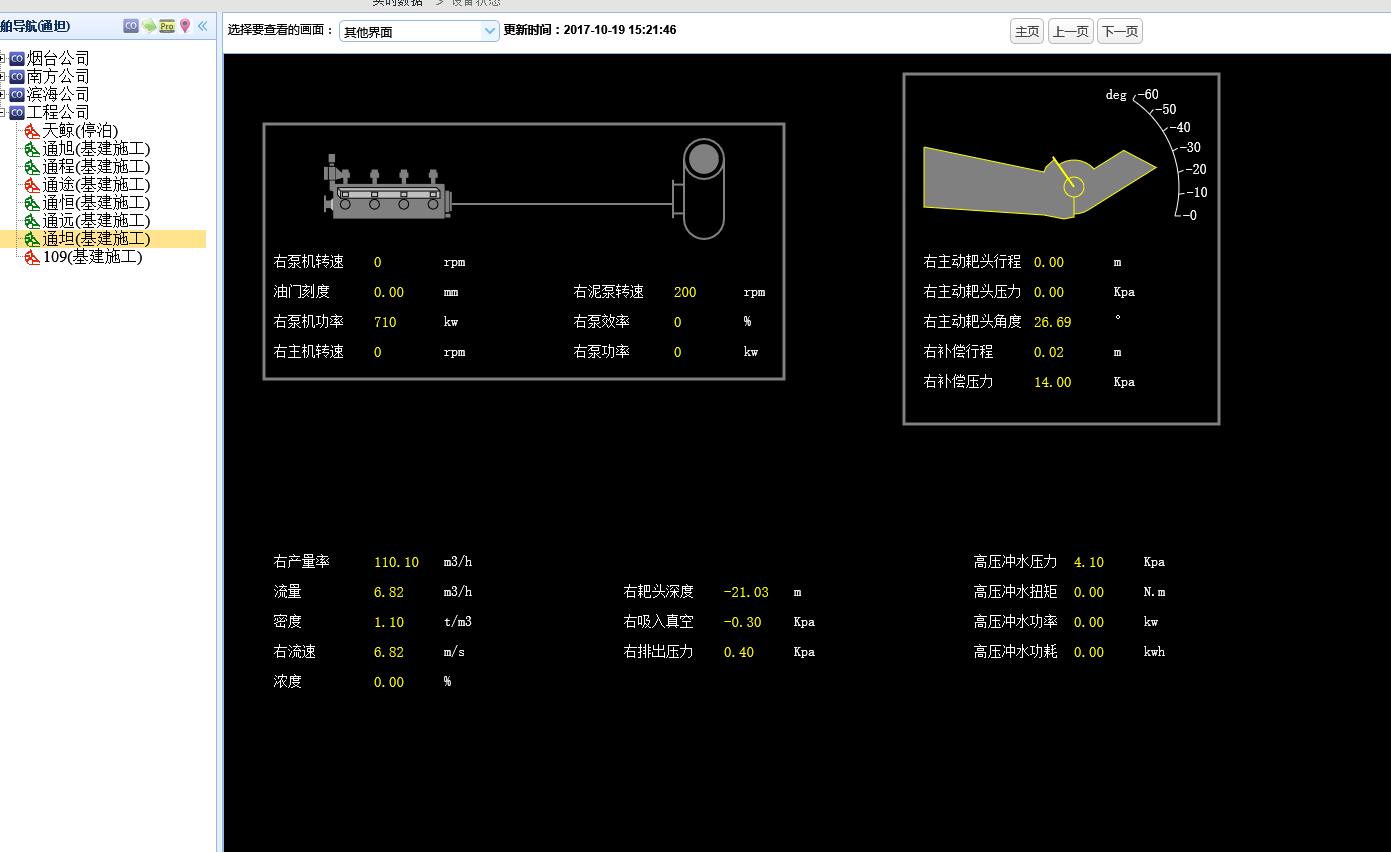 实时数据 > 设备状态
舶导航(通坦)
CO
Pro
选择要查看的画面：
其他界面
更新时间：2017-10-19 15:21:46
主页
上一页
下一页
CO 烟台公司
CO 南方公司
CO 滨海公司
CO 工程公司
天鲸(停泊)
通旭(基建施工)
通程(基建施工)
通途(基建施工)
通恒(基建施工)
通远(基建施工)
通坦(基建施工)
109(基建施工)
右泵机转速 0 rpm
油门刻度 0.00 mm 右泥泵转速 200 rpm
右泵机功率 710 kw 右泵效率 0 %
右主机转速 0 rpm 右泵功率 0 kw
deg
-60
-50
-40
-30
-20
-10
-0
右主动耙头行程 0.00 m
右主动耙头压力 0.00 Kpa
右主动耙头角度 26.69 °
右补偿行程 0.02 m
右补偿压力 14.00 Kpa
右产量率 110.10 m3/h
流量 6.82 m3/h
密度 1.10 t/m3
右流速 6.82 m/s
浓度 0.00 %
右耙头深度 -21.03 m
右吸入真空 -0.30 Kpa
右排出压力 0.40 Kpa
高压冲水压力 4.10 Kpa
高压冲水扭矩 0.00 N.m
高压冲水功率 0.00 kw
高压冲水功耗 0.00 kwh